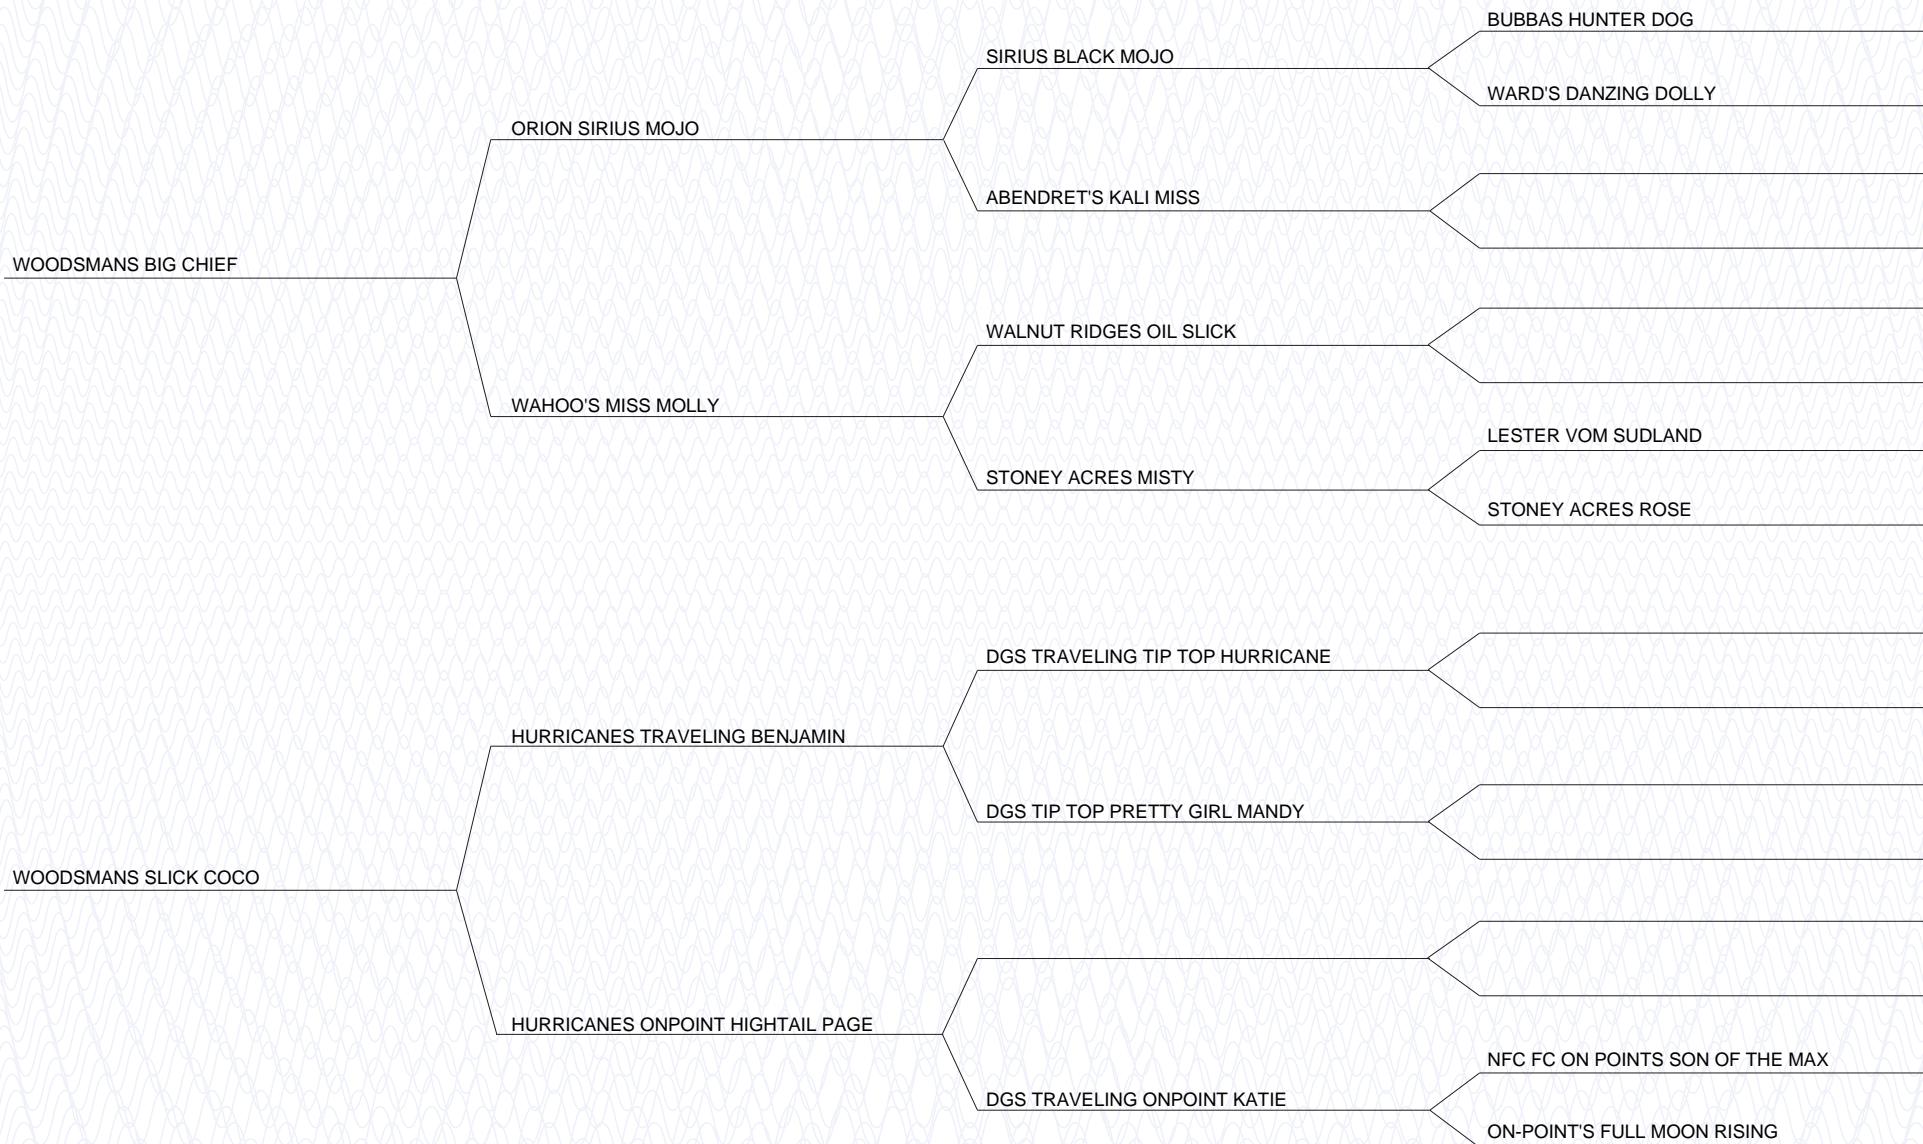 BUBBAS HUNTER DOG
SIRIUS BLACK MOJO
WARD'S DANZING DOLLY
ORION SIRIUS MOJO
ABENDRET'S KALI MISS
WOODSMANS BIG CHIEF
WALNUT RIDGES OIL SLICK
WAHOO'S MISS MOLLY
LESTER VOM SUDLAND
STONEY ACRES MISTY
STONEY ACRES ROSE
DGS TRAVELING TIP TOP HURRICANE
HURRICANES TRAVELING BENJAMIN
DGS TIP TOP PRETTY GIRL MANDY
WOODSMANS SLICK COCO
HURRICANES ONPOINT HIGHTAIL PAGE
NFC FC ON POINTS SON OF THE MAX
DGS TRAVELING ONPOINT KATIE
ON-POINT'S FULL MOON RISING